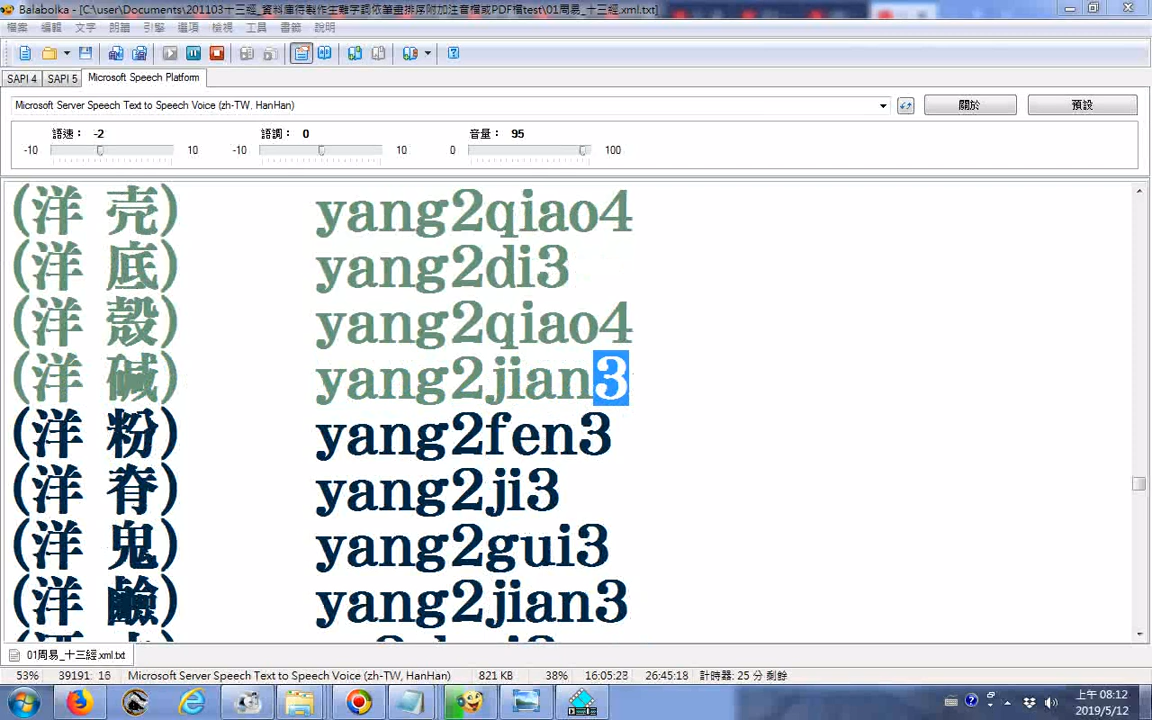 Balabolka - [C:\user\Documents\201103十三經_資料庫待製作生難字詞依筆畫排序附加注音檔或PDF檔test\01周易_十三經.xml.txt]
檔案 編輯 文字 朗讀 引擎 選項 檢視 工具 書籤 說明
SAPI 4 SAPI 5 Microsoft Speech Platform
Microsoft Server Speech Text to Speech Voice (zh-TW, HanHan) 關於 預設
語速： -2 語調： 0 音量： 95
-10 10 -10 10 0 100
(洋 壳) yang2qiao4
(洋 底) yang2di3
(洋 殼) yang2qiao4
(洋 碱) yang2jian3
(洋 粉) yang2fen3
(洋 脊) yang2ji3
(洋 鬼) yang2gui3
(洋 鹼) yang2jian3
01周易_十三經.xml.txt
53% 39191: 16 Microsoft Server Speech Text to Speech Voice (zh-TW, HanHan) 821 KB 38% 16:05:23 26:45:18 計時器: 25 分 剩餘
上午 08:12
2019/5/12